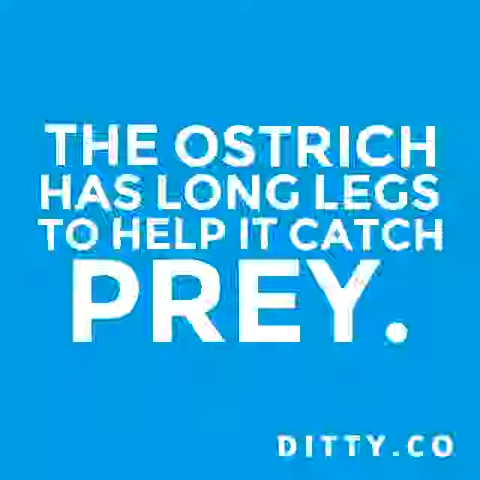 THE OSTRICH
HAS LONG LEGS
TO HELP IT CATCH
PREY.
DITTY.CO